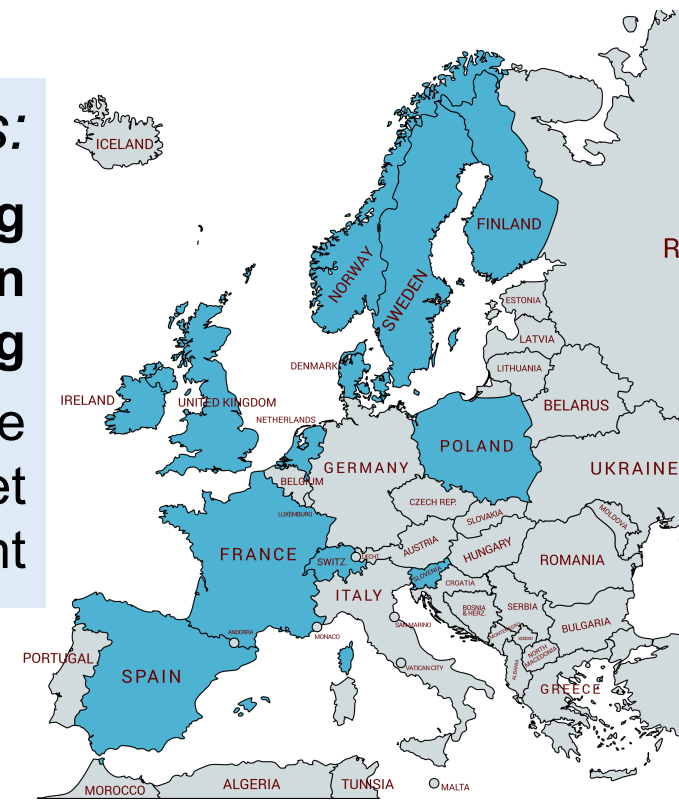 s:
g
n
g
e
et
nt
ICELAND
R
FINLAND
NORWAY
SWEDEN
ESTONIA
LATVIA
DENMARK
LITHUANIA
IRELAND
UNITED KINGDOM
BELARUS
NETHERLANDS
POLAND
GERMANY
UKRAINE
BELGIUM
CZECH REP.
LUXEMBURG
SLOVAKIA
MOLDOVA
FRANCE
SWITZ.
LIECHT
AUSTRIA
HUNGARY
ROMANIA
SLOVENIA
CROATIA
ITALY
BOSNIA
& HERZ.
SERBIA
SAN MARINO
BULGARIA
ANDORRA
MONACO
MONTENEGRO
KOSOVO
PORTUGAL
SPAIN
VATICAN CITY
ALBANIA
NORTH
MACEDONIA
GREECE
MOROCCO
ALGERIA
TUNISIA
MALTA